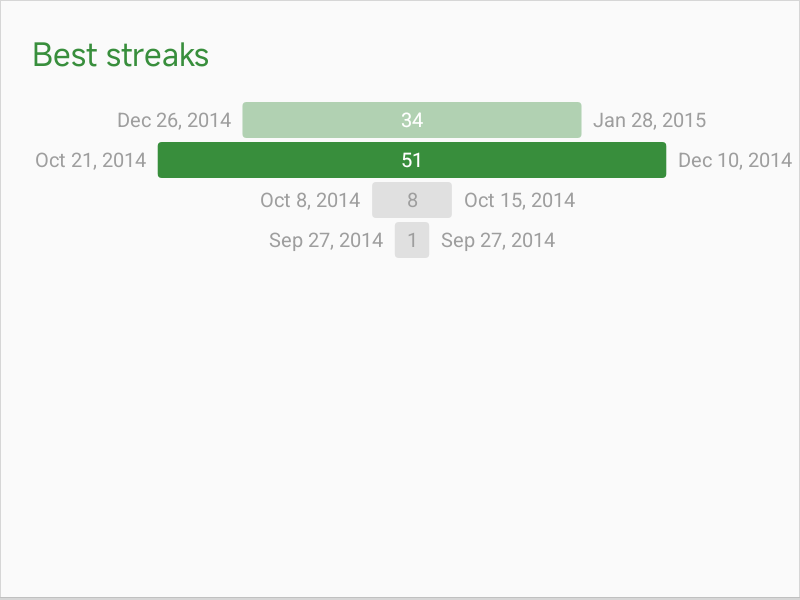 Best streaks
Dec 26, 2014 34 Jan 28, 2015
Oct 21, 2014 51 Dec 10, 2014
Oct 8, 2014 8 Oct 15, 2014
Sep 27, 2014 1 Sep 27, 2014